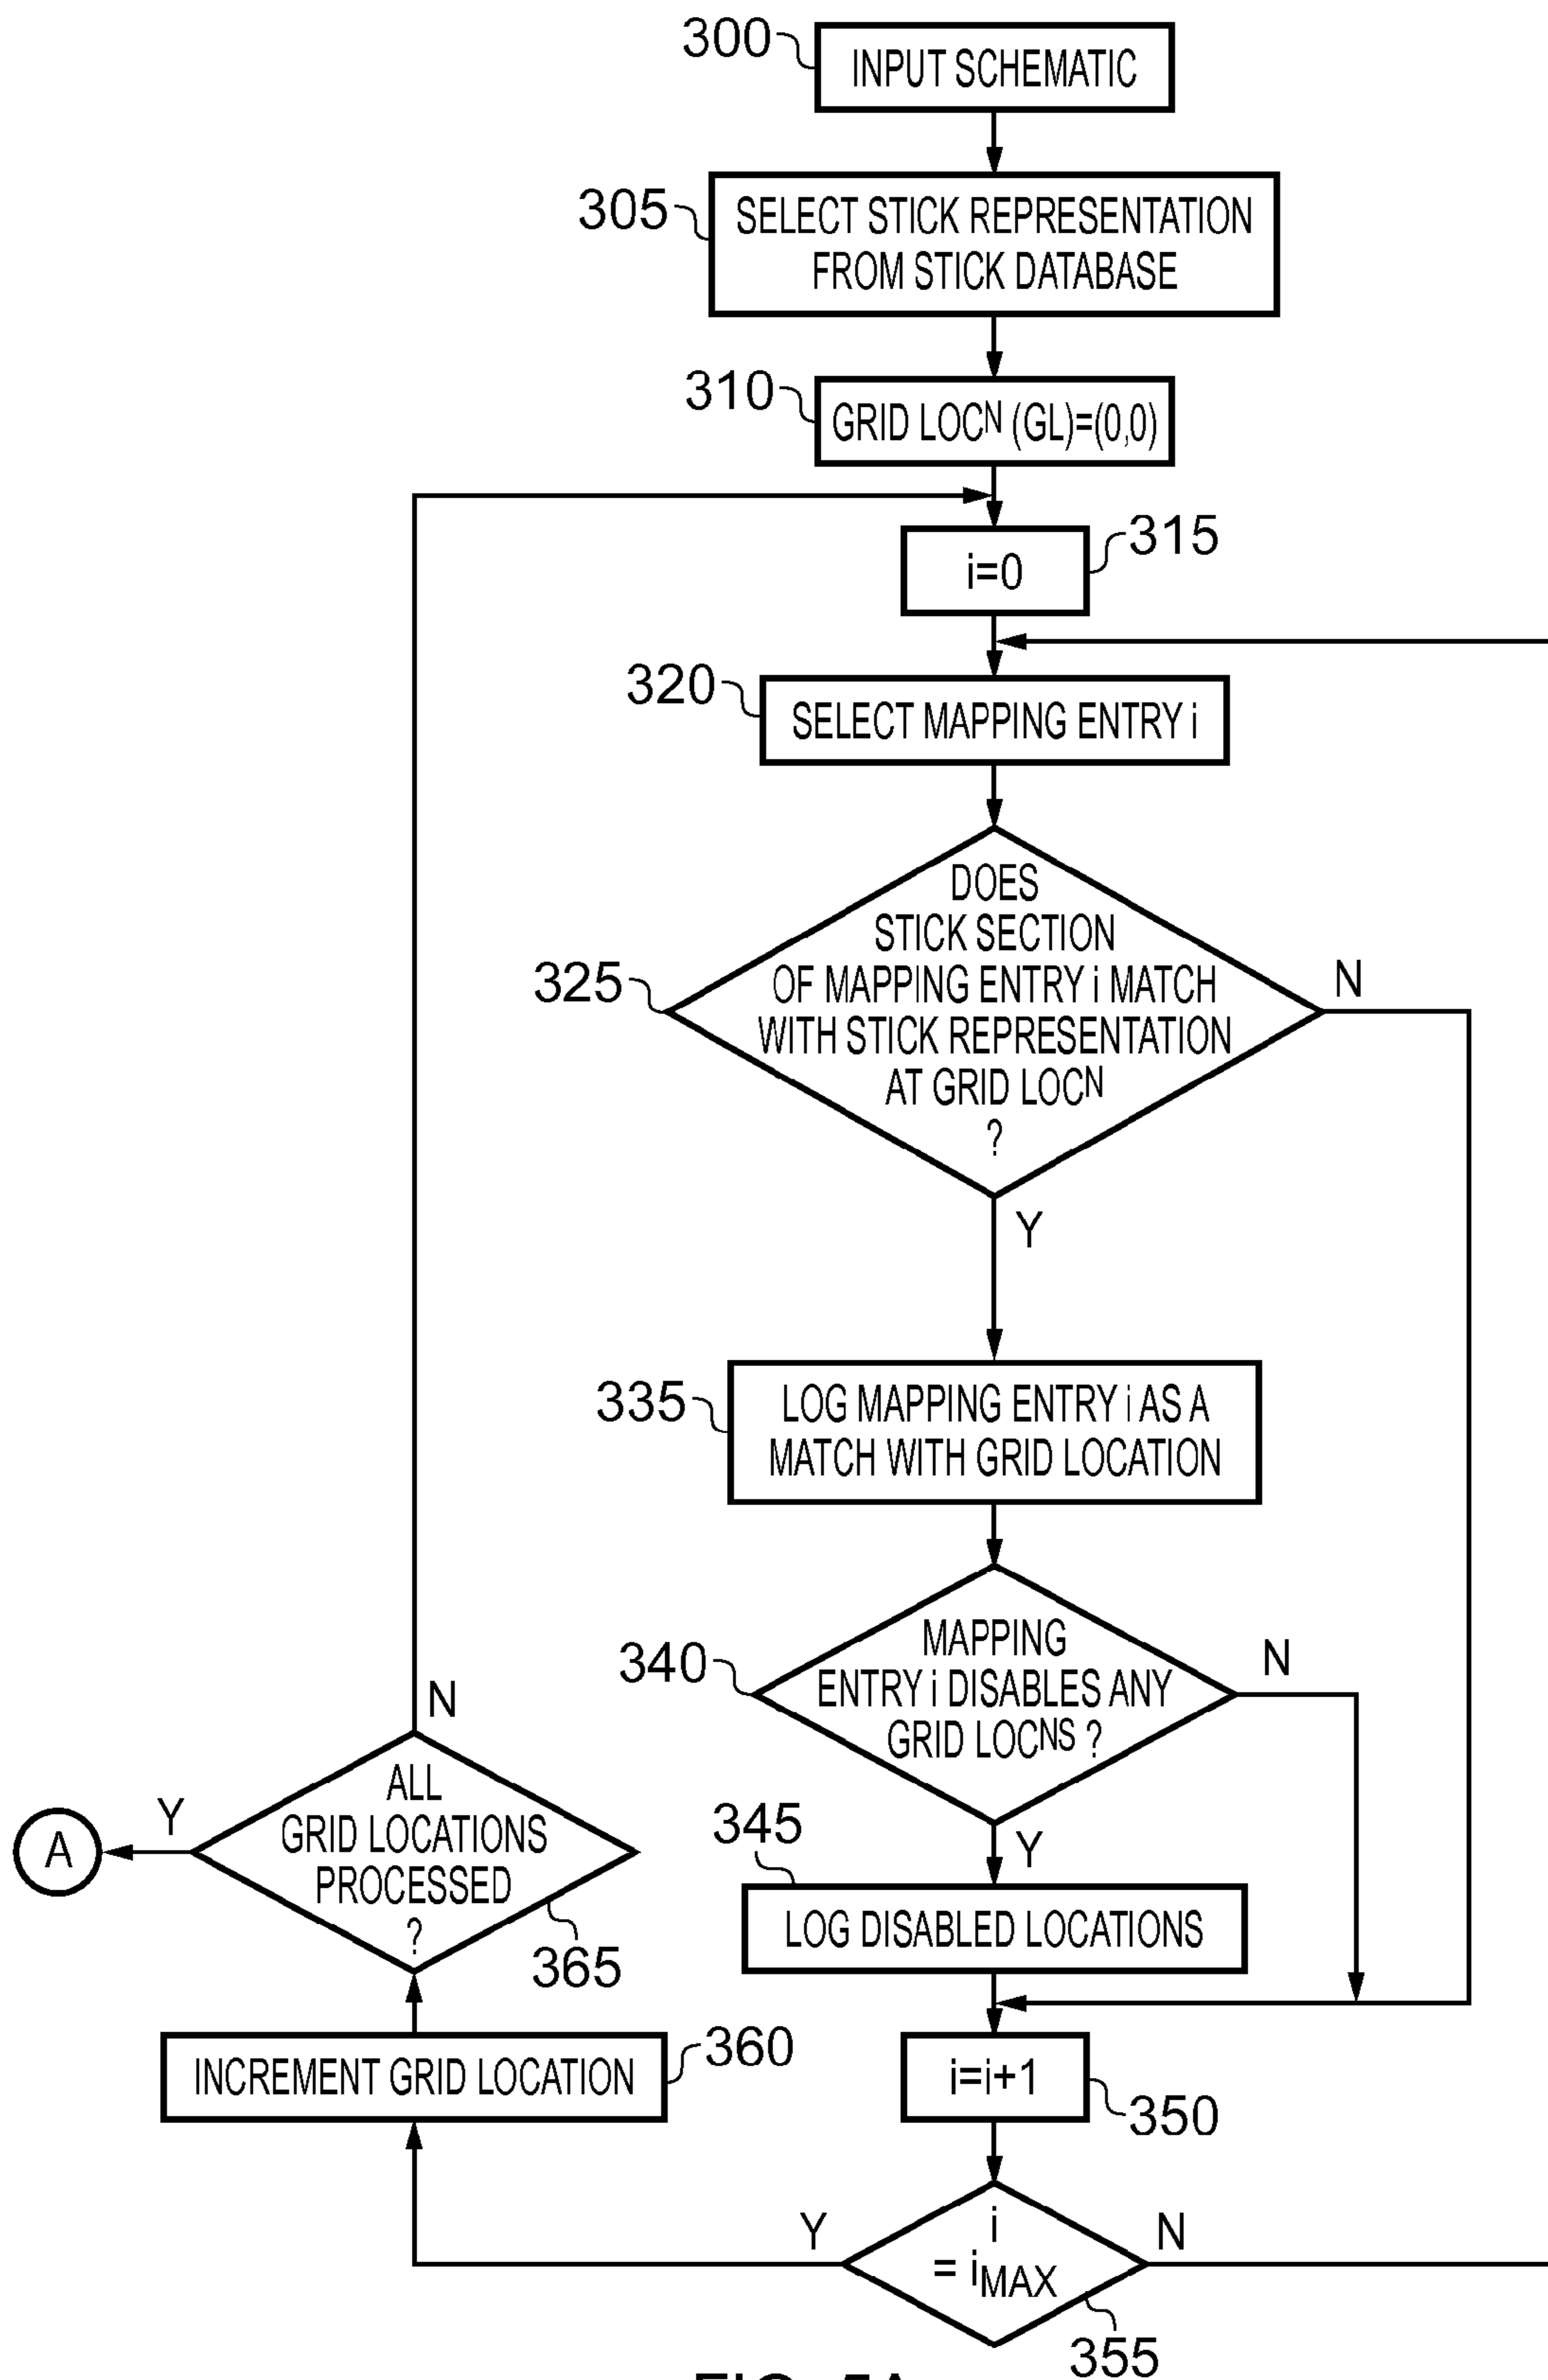 300
INPUT SCHEMATIC
305
SELECT STICK REPRESENTATION
FROM STICK DATABASE
310
GRID LOCN (GL)=(0,0)
315
i=0
320
SELECT MAPPING ENTRY i
325
DOES
STICK SECTION
OF MAPPING ENTRY i MATCH
WITH STICK REPRESENTATION
AT GRID LOCN
?
N
Y
335
LOG MAPPING ENTRY i AS A
MATCH WITH GRID LOCATION
340
MAPPING
ENTRY i DISABLES ANY
GRID LOCNS ?
N
Y
345
LOG DISABLED LOCATIONS
350
i=i+1
i
= iMAX
355
Y
N
360
INCREMENT GRID LOCATION
365
ALL
GRID LOCATIONS
PROCESSED
?
N
Y
A